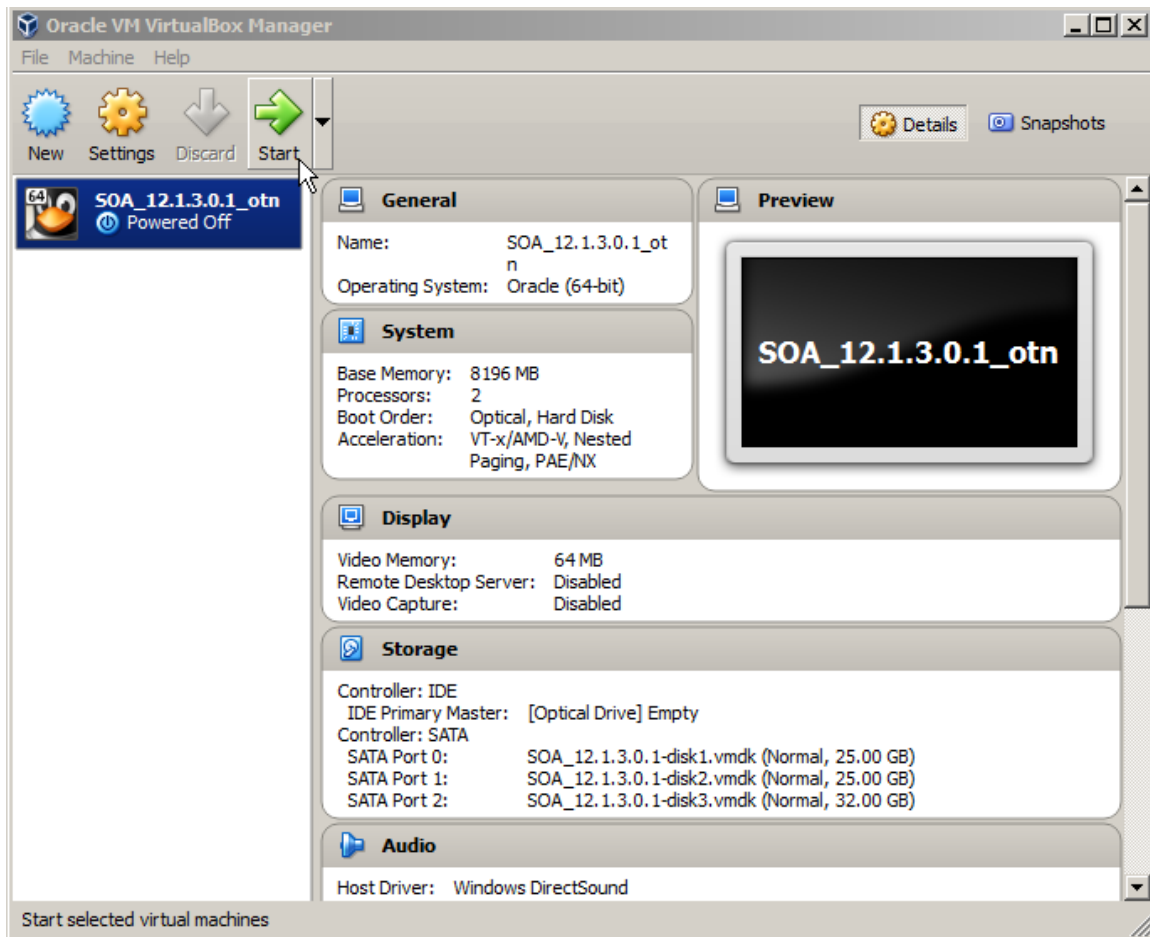 Oracle VM VirtualBox Manager
File Machine Help
New Settings Discard Start
Details Snapshots
64
SOA_12.1.3.0.1_otn
Powered Off
General
Name: SOA_12.1.3.0.1_ot
n
Operating System: Oracle (64-bit)
Preview
SOA_12.1.3.0.1_otn
System
Base Memory: 8196 MB
Processors: 2
Boot Order: Optical, Hard Disk
Acceleration: VT-x/AMD-V, Nested
Paging, PAE/NX
Display
Video Memory: 64 MB
Remote Desktop Server: Disabled
Video Capture: Disabled
Storage
Controller: IDE
IDE Primary Master: [Optical Drive] Empty
Controller: SATA
SATA Port 0: SOA_12.1.3.0.1-disk1.vmdk (Normal, 25.00 GB)
SATA Port 1: SOA_12.1.3.0.1-disk2.vmdk (Normal, 25.00 GB)
SATA Port 2: SOA_12.1.3.0.1-disk3.vmdk (Normal, 32.00 GB)
Audio
Host Driver: Windows DirectSound
Start selected virtual machines